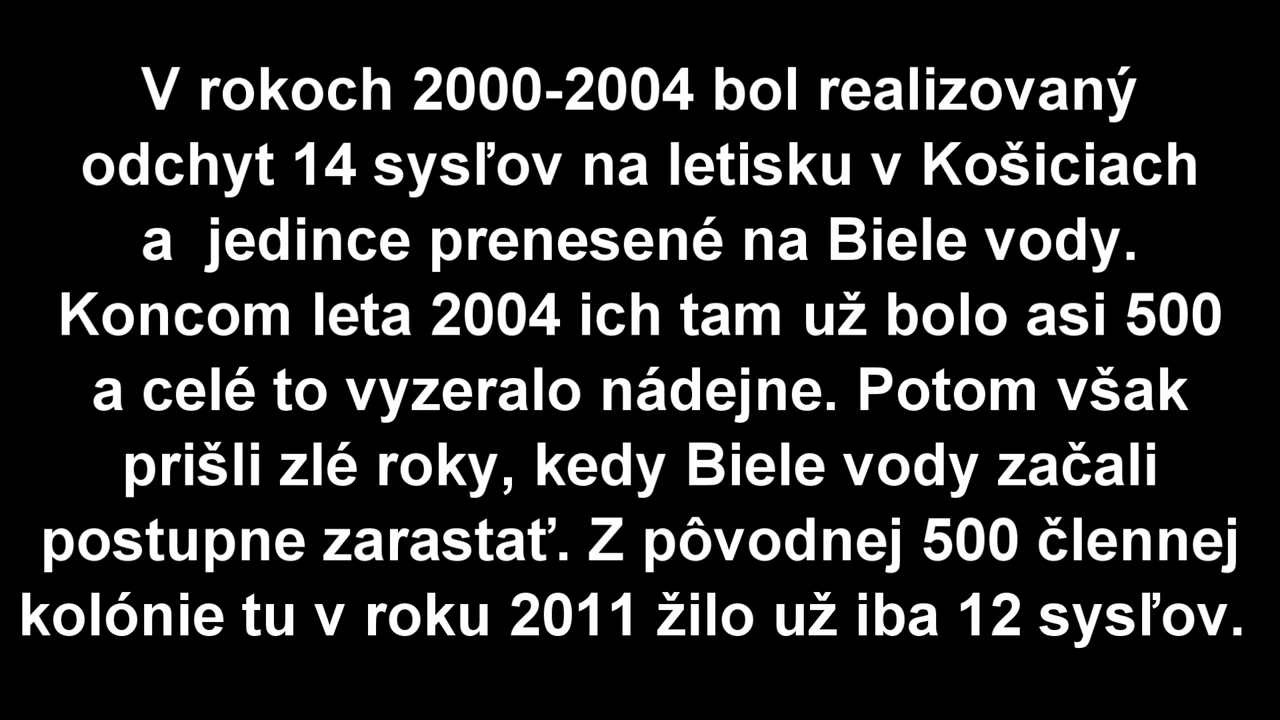 V rokoch 2000-2004 bol realizovaný
odchyt 14 sysľov na letisku v Košiciach
a  jedince prenesené na Biele vody.
Koncom leta 2004 ich tam už bolo asi 500
a celé to vyzeralo nádejne. Potom však
prišli zlé roky, kedy Biele vody začali
postupne zarastať. Z pôvodnej 500 člennej
kolónie tu v roku 2011 žilo už iba 12 sysľov.